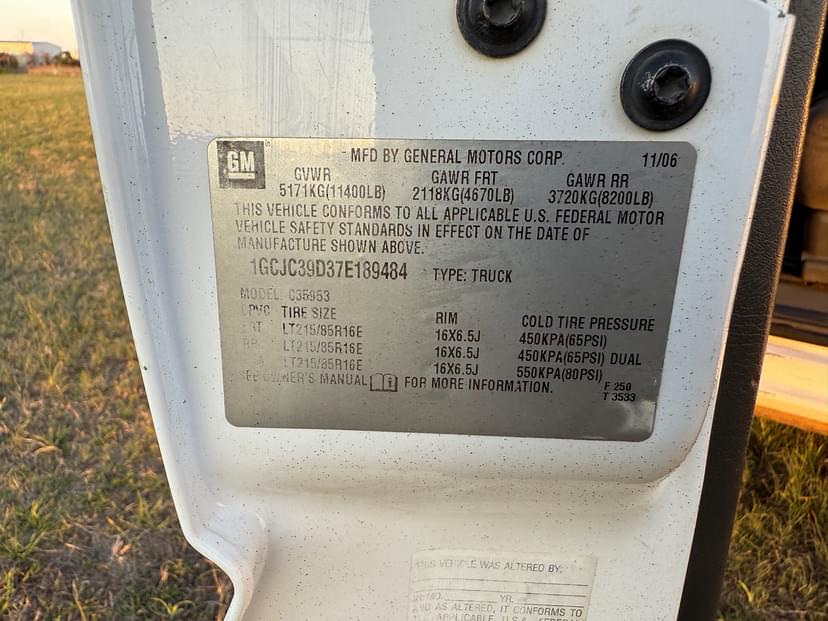 GM
MFD BY GENERAL MOTORS CORP. 11/06
GVWR GAWR FRT GAWR RR
5171KG(11400LB) 2118KG(4670LB) 3720KG(8200LB)
THIS VEHICLE CONFORMS TO ALL APPLICABLE U.S. FEDERAL MOTOR
VEHICLE SAFETY STANDARDS IN EFFECT ON THE DATE OF
MANUFACTURE SHOWN ABOVE.
1GCJC39D37E189484 TYPE: TRUCK
MODEL: C35953
TIRE SIZE RIM COLD TIRE PRESSURE
LT215/85R16E 16X6.5J 450KPA(65PSI)
LT215/85R16E 16X6.5J 450KPA(65PSI) DUAL
LT215/85R16E 16X6.5J 550KPA(80PSI)
OWNER'S MANUAL FOR MORE INFORMATION. F 250
T 3533
THIS VEHICLE WAS ALTERED BY:
MO. YR.
AND AS ALTERED, IT CONFORMS TO
APPLICABLE